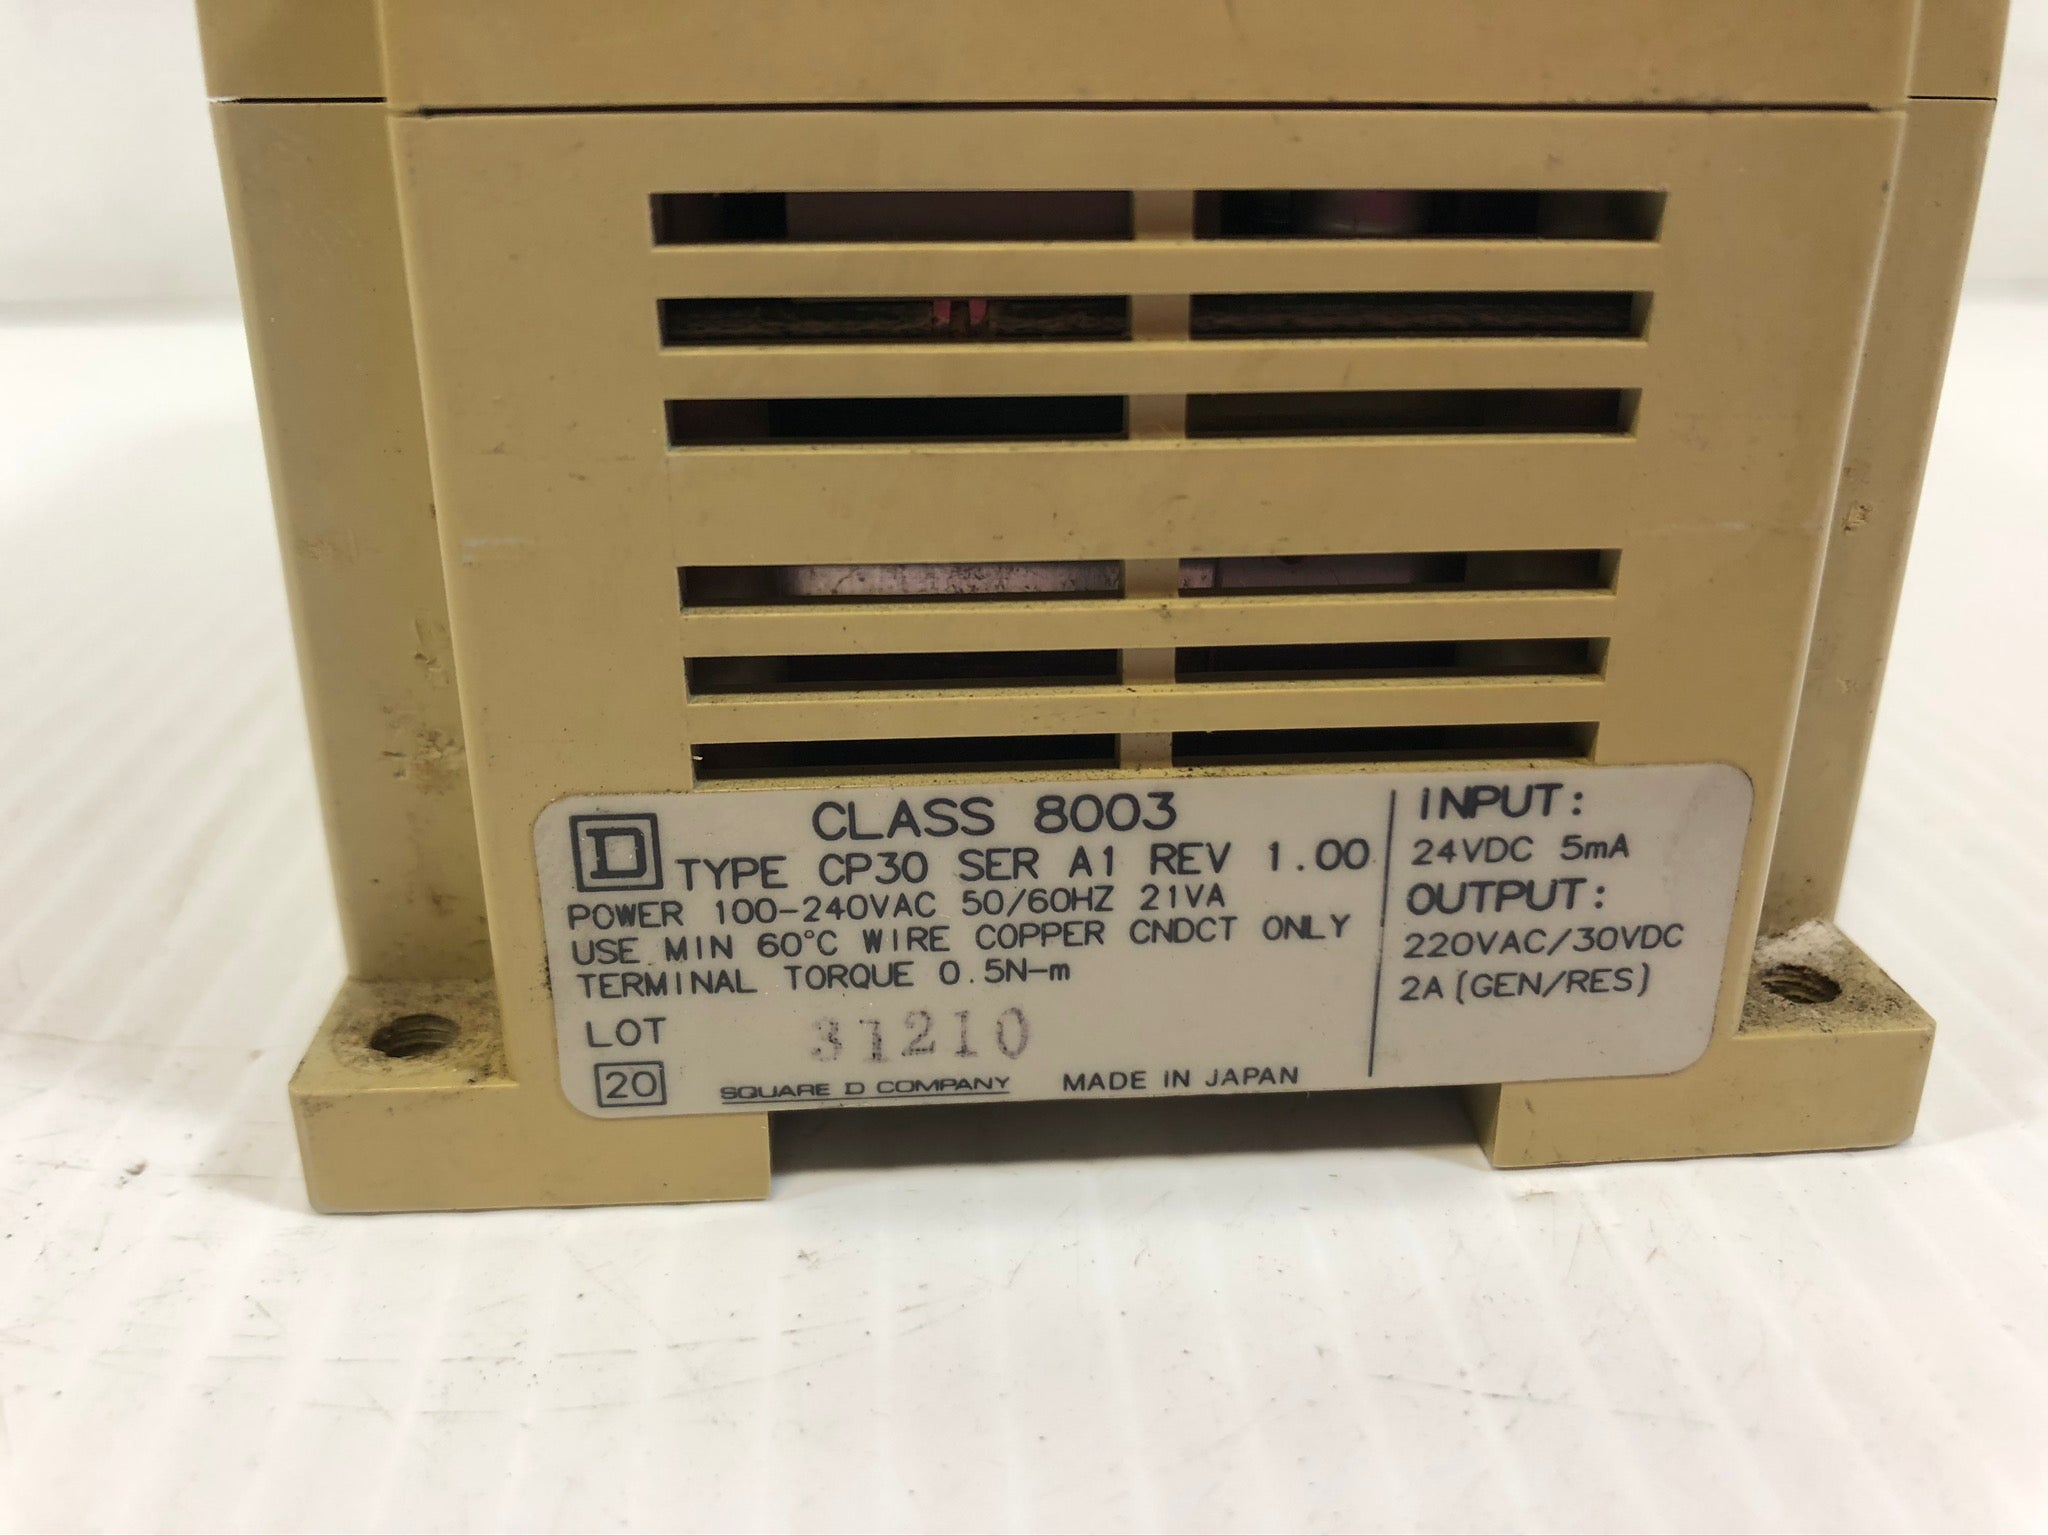 D
CLASS 8003
TYPE CP30 SER A1 REV 1.00
POWER 100-240VAC 50/60HZ 21VA
USE MIN 60°C WIRE COPPER CNDCT ONLY
TERMINAL TORQUE 0.5N-m
LOT 31210
20 SQUARE D COMPANY MADE IN JAPAN
INPUT:
24VDC 5mA
OUTPUT:
220VAC/30VDC
2A (GEN/RES)